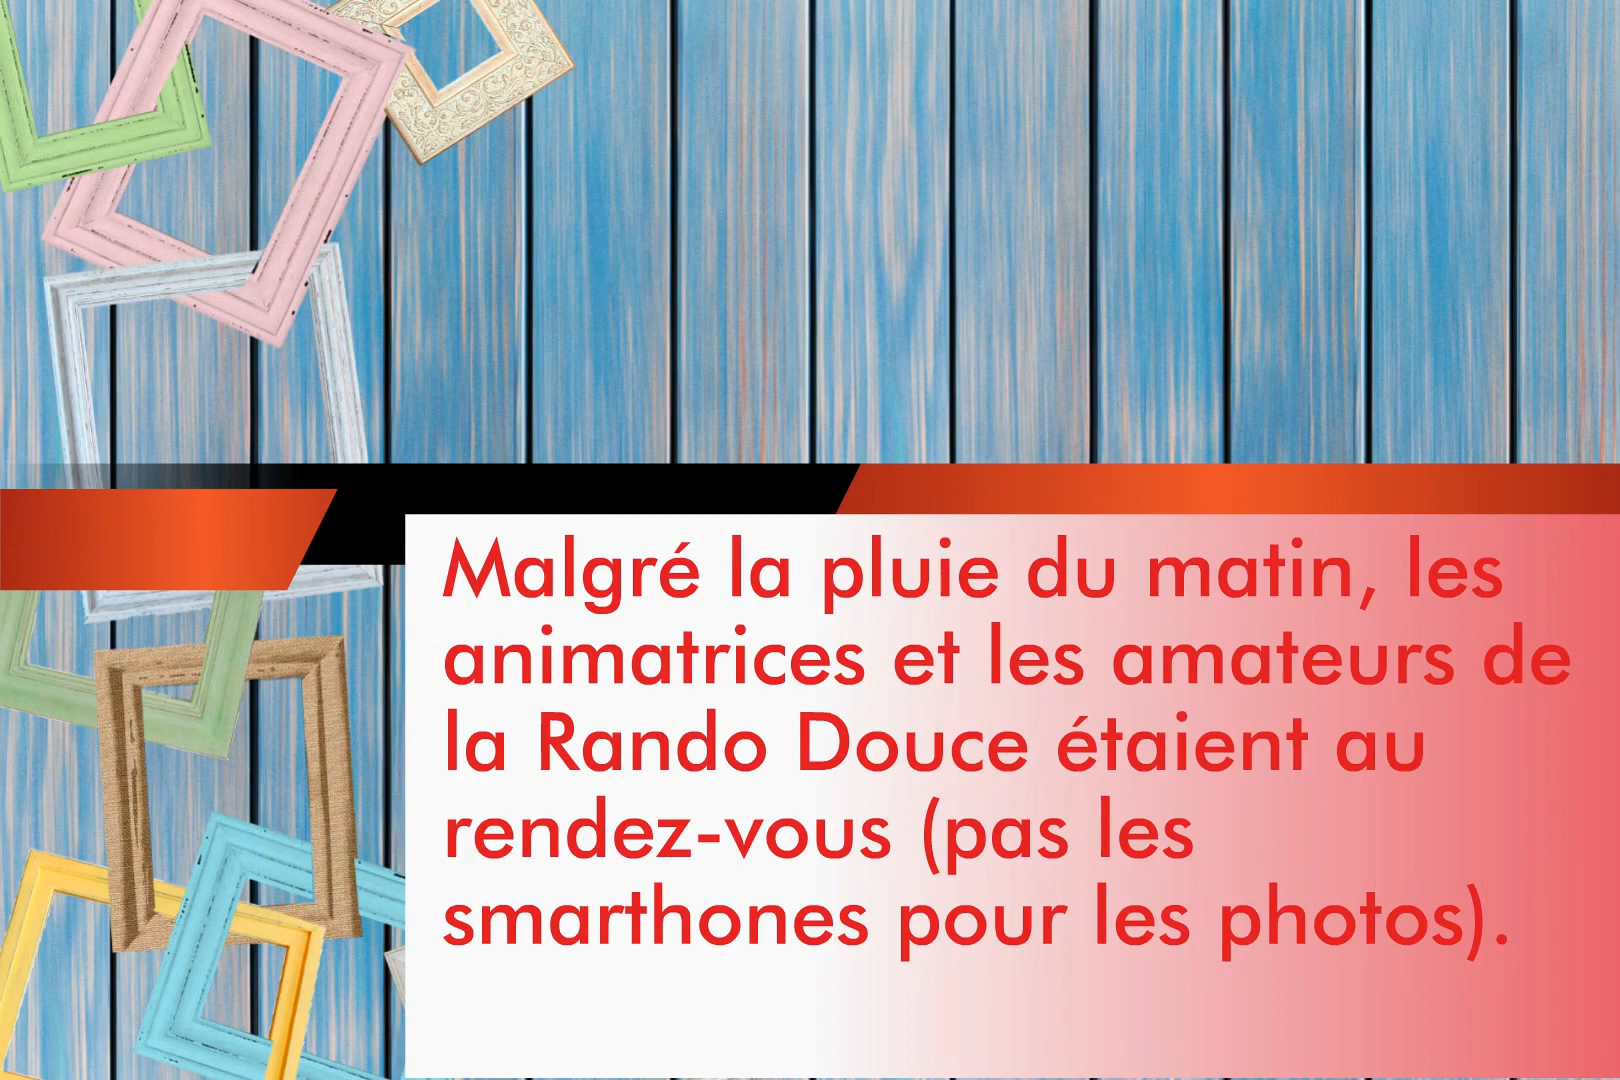 Malgré la pluie du matin, les
animatrices et les amateurs de
la Rando Douce étaient au
rendez-vous (pas les
smarthones pour les photos).